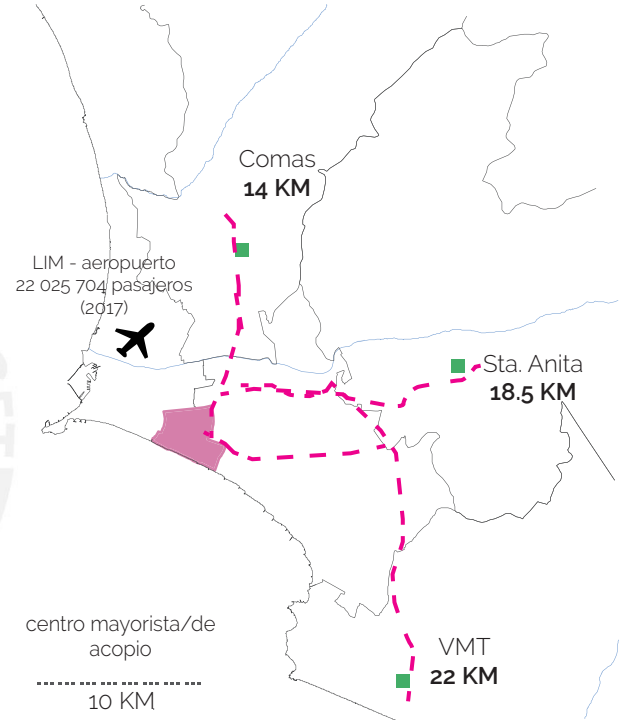 Comas
14 KM
LIM - aeropuerto
22 025 704 pasajeros
(2017)
Sta. Anita
18.5 KM
centro mayorista/de
acopio
10 KM
VMT
22 KM